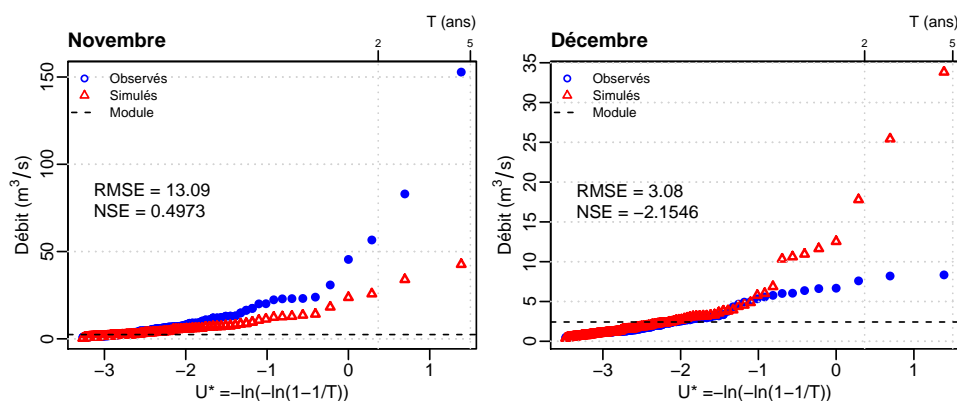 T (ans)
Novembre
2
5
Observés
Simulés
Module
RMSE = 13.09
NSE = 0.4973
Débit (m³/s)
150
100
50
0
−3
−2
−1
0
1
U* =−ln(−ln(1−1/T))
T (ans)
Décembre
2
5
Observés
Simulés
Module
RMSE = 3.08
NSE = −2.1546
Débit (m³/s)
35
30
25
20
15
10
5
0
−3
−2
−1
0
1
U* =−ln(−ln(1−1/T))